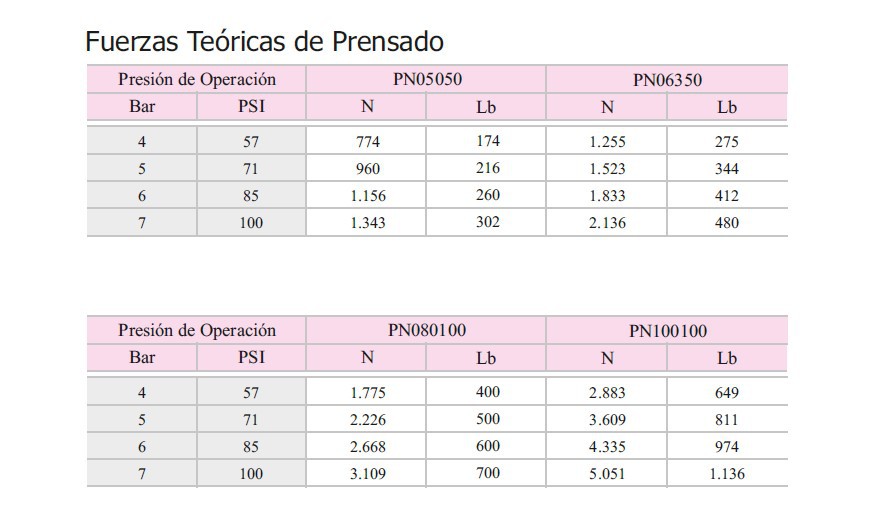 Fuerzas Teóricas de Prensado
Presión de Operación PN05050 PN06350
Bar PSI N Lb N Lb
4 57 774 174 1.255 275
5 71 960 216 1.523 344
6 85 1.156 260 1.833 412
7 100 1.343 302 2.136 480
Presión de Operación PN080100 PN100100
Bar PSI N Lb N Lb
4 57 1.775 400 2.883 649
5 71 2.226 500 3.609 811
6 85 2.668 600 4.335 974
7 100 3.109 700 5.051 1.136